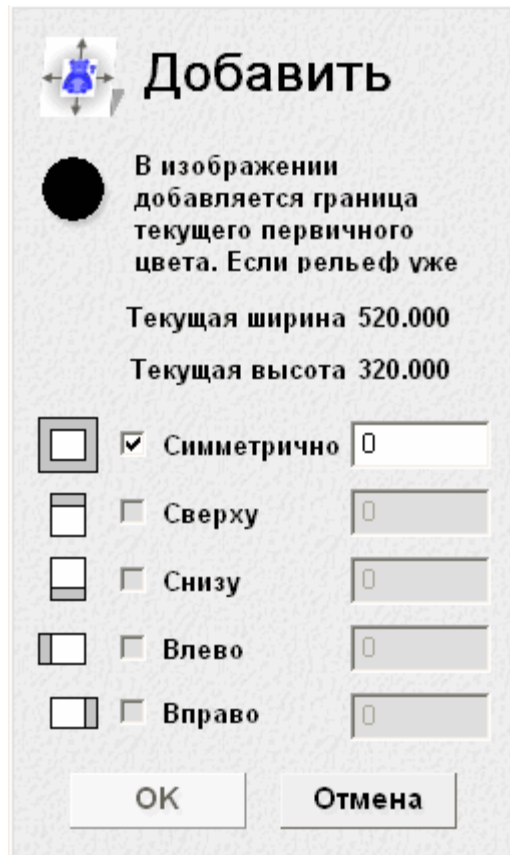 Добавить
В изображении
добавляется граница
текущего первичного
цвета. Если рельеф уже
Текущая ширина 520.000
Текущая высота 320.000
Симметрично 0
Сверху 0
Снизу 0
Влево 0
Вправо 0
OK Отмена